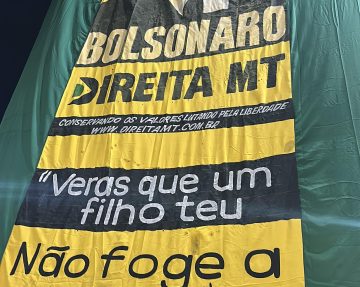 BOLSONARO
DIREITA MT
CONSERVANDO OS VALORES LUTANDO PELA LIBERDADE
WWW.DIREITAMT.COM.BR
"Veras que um
filho teu
Não foge a